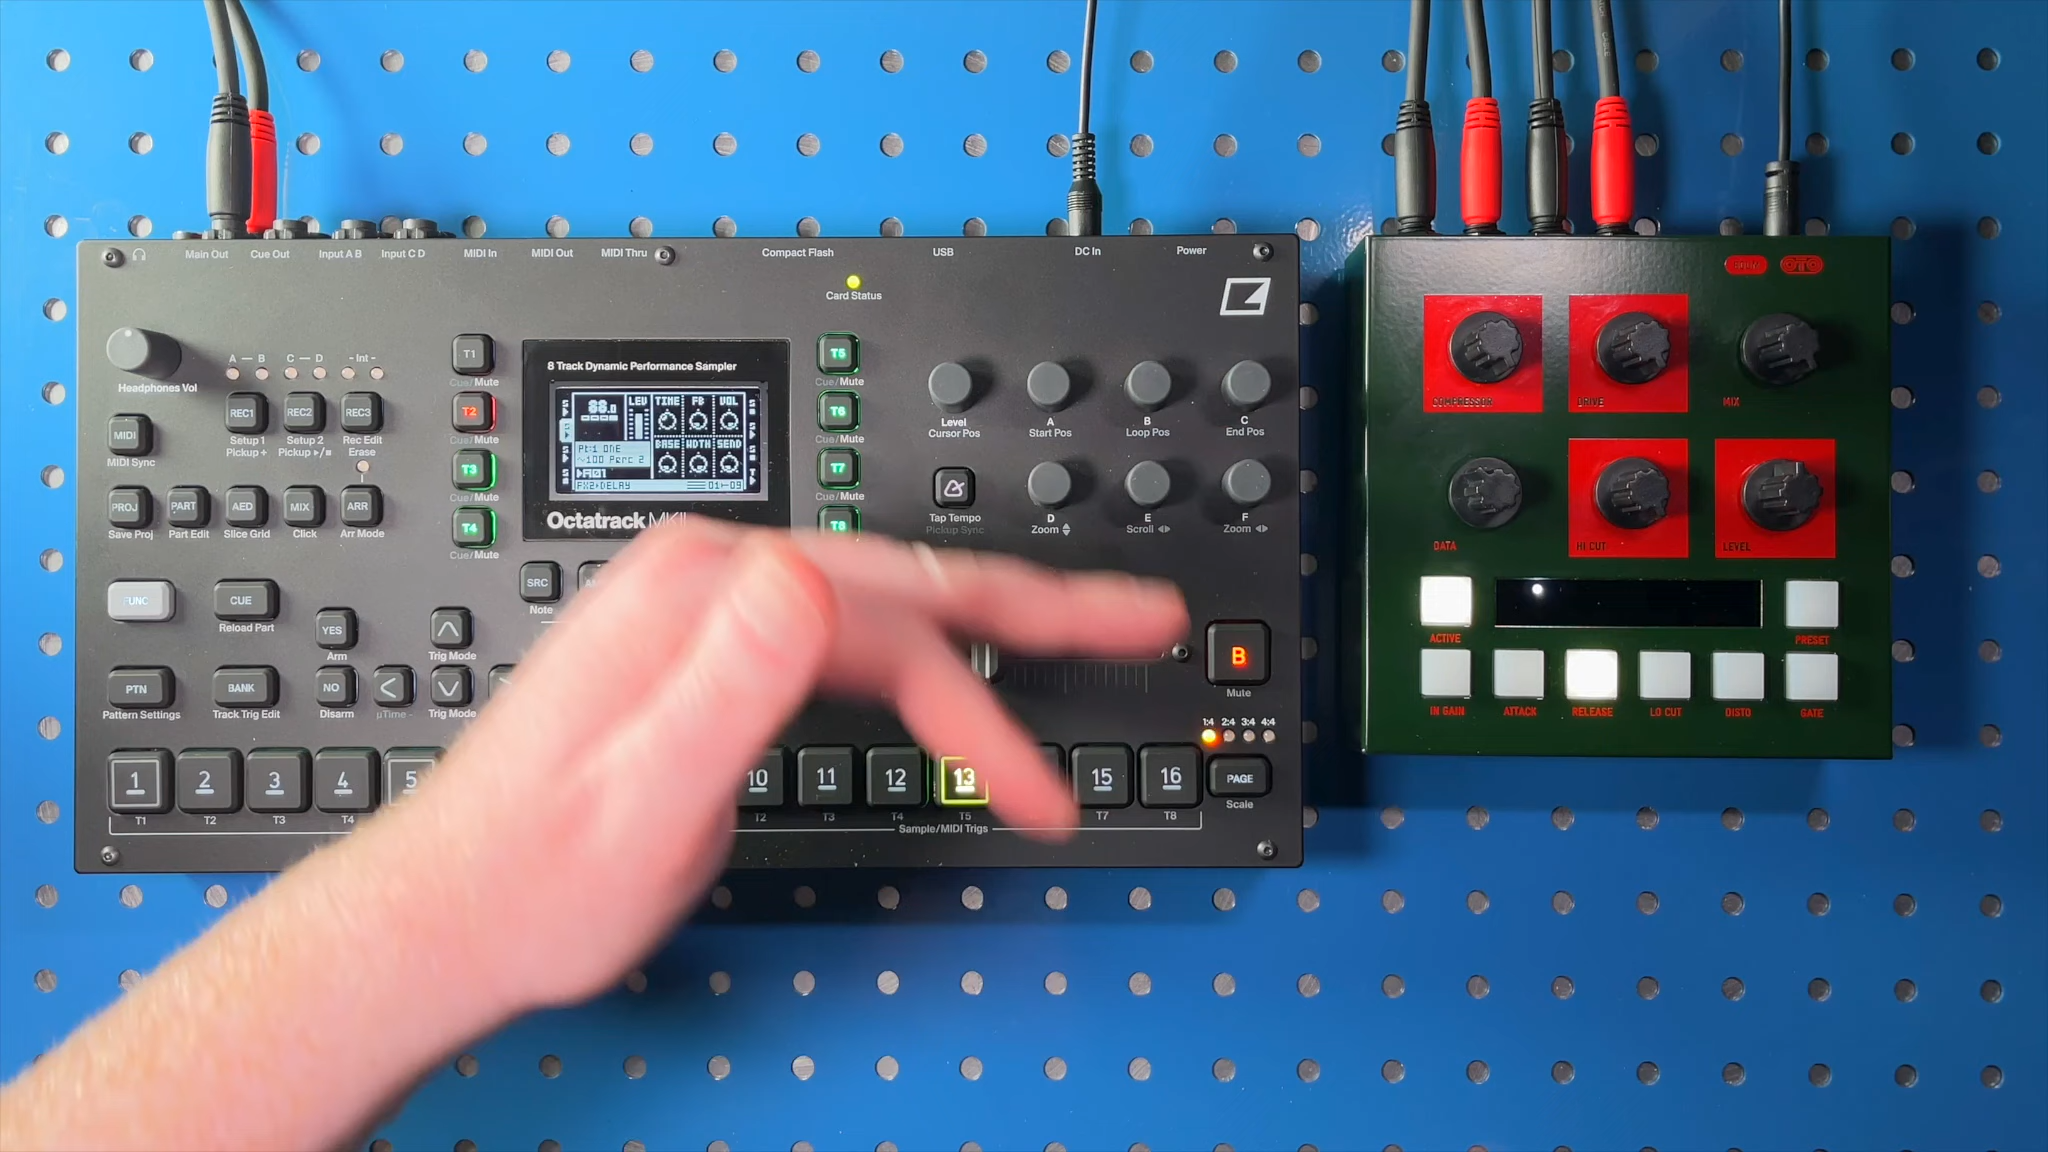 Main Out Cue Out Input A B Input C D MIDI In MIDI Out MIDI Thru Compact Flash USB DC In Power
Card Status
8 Track Dynamic Performance Sampler
Headphones Vol
A B C D - Int -
REC1 REC2 REC3
Setup 1 Setup 2 Rec Edit
Pickup + Pickup Erase
MIDI
MIDI Sync
PROJ PART AED MIX ARR
Save Proj Part Edit Slice Grid Click Arr Mode
T1
Cue/Mute
T2
Cue/Mute
T3
Cue/Mute
T4
Cue/Mute
LEV TIME FB VOL
BASE WDTH SEND
Pt:1 ONE
~100 Perc 2
A01
FX2 DELAY
Octatrack MKII
T5
Cue/Mute
T6
Cue/Mute
T7
Cue/Mute
T8
Level A B C
Cursor Pos Start Pos Loop Pos End Pos
Tap Tempo D E F
Pickup Sync Zoom Scroll Zoom
FUNC CUE
Reload Part
YES
Arm
Trig Mode
SRC
Note
PTN BANK NO
Pattern Settings Track Trig Edit Disarm µTime - Trig Mode
B
Mute
1:4 2:4 3:4 4:4
1 2 3 4 5 10 11 12 13 15 16
T1 T2 T3 T4 T2 T3 T4 T5 T7 T8
PAGE
Scale
Sample/MIDI Trigs
COMPRESSOR DRIVE MIX
DATA HI CUT LEVEL
ACTIVE PRESET
IN GAIN ATTACK RELEASE LO CUT DISTO GATE